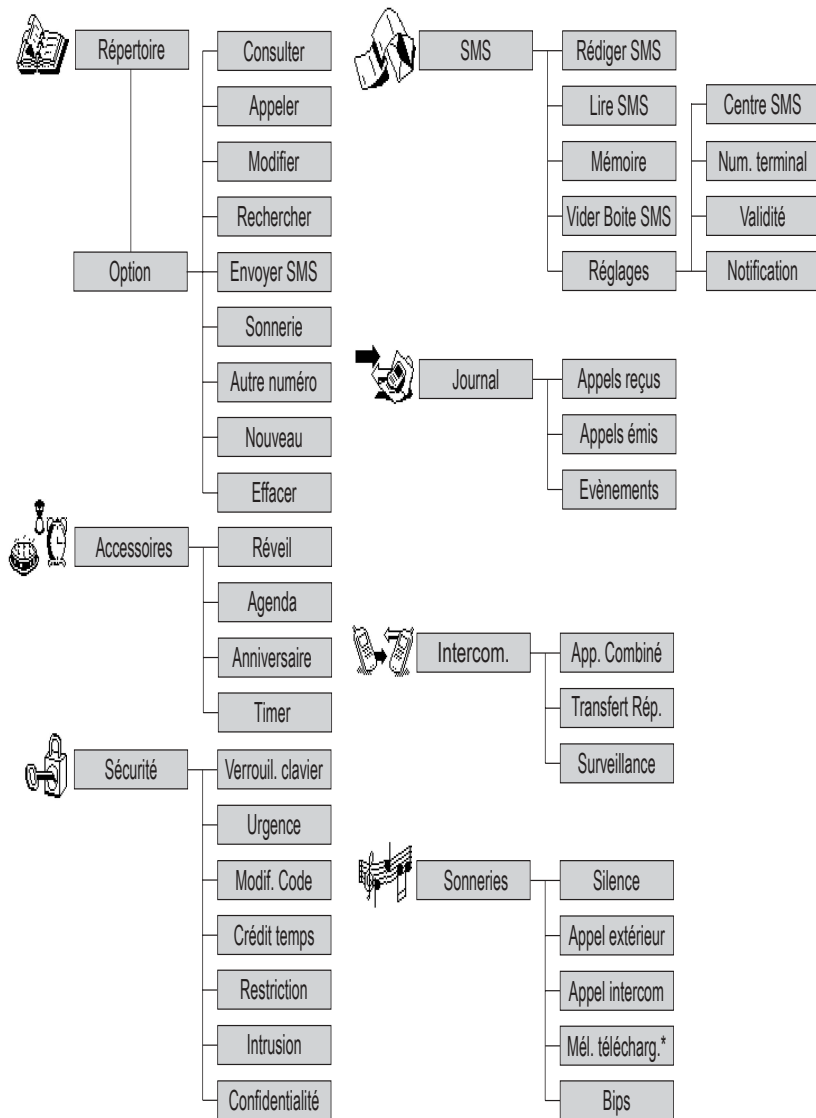 Répertoire
Option
Consulter
Appeler
Modifier
Rechercher
Envoyer SMS
Sonnerie
Autre numéro
Nouveau
Effacer
Accessoires
Réveil
Agenda
Anniversaire
Timer
Sécurité
Verrouil. clavier
Urgence
Modif. Code
Crédit temps
Restriction
Intrusion
Confidentialité
SMS
Rédiger SMS
Lire SMS
Mémoire
Vider Boite SMS
Réglages
Centre SMS
Num. terminal
Validité
Notification
Journal
Appels reçus
Appels émis
Evènements
Intercom.
App. Combiné
Transfert Rép.
Surveillance
Sonneries
Silence
Appel extérieur
Appel intercom
Mél. télécharg.*
Bips